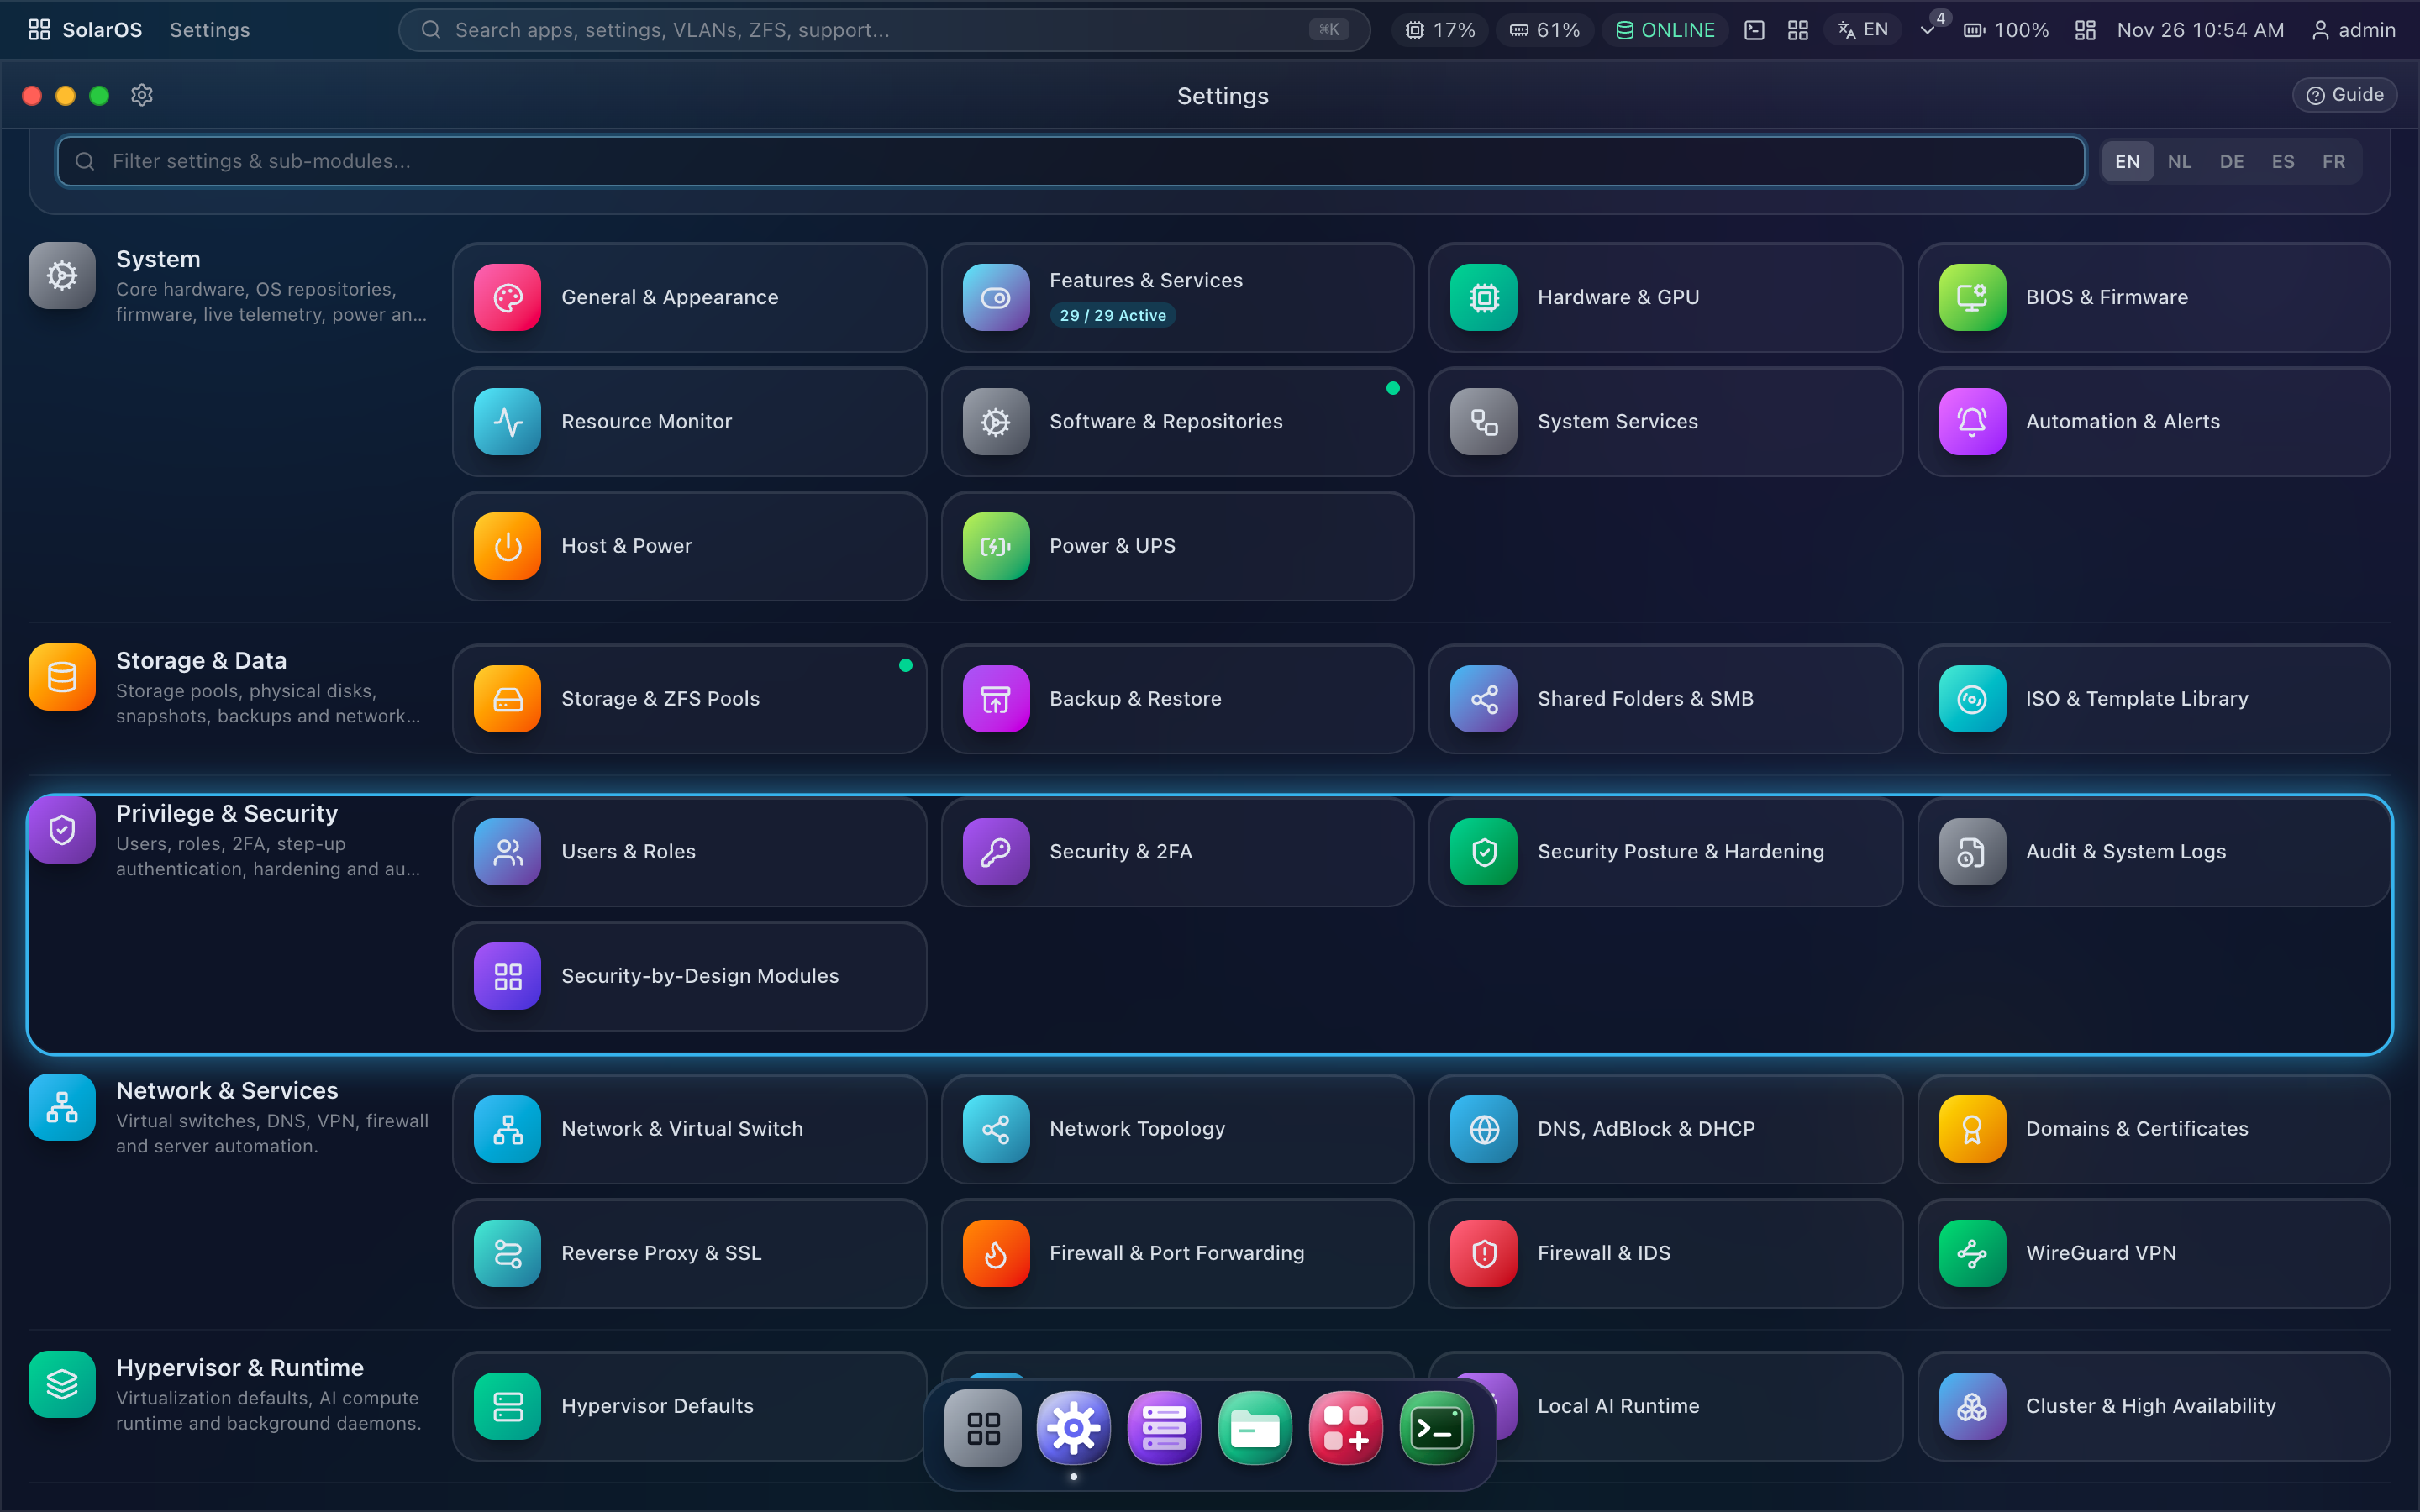 SolarOS Settings Search apps, settings, VLANs, ZFS, support... ⌘K 17% 61% ONLINE EN 4 100% Nov 26 10:54 AM admin
Settings Guide
Filter settings & sub-modules... EN NL DE ES FR
System
Core hardware, OS repositories,
firmware, live telemetry, power an...
General & Appearance
Features & Services
29 / 29 Active
Hardware & GPU
BIOS & Firmware
Resource Monitor
Software & Repositories
System Services
Automation & Alerts
Host & Power
Power & UPS
Storage & Data
Storage pools, physical disks,
snapshots, backups and network...
Storage & ZFS Pools
Backup & Restore
Shared Folders & SMB
ISO & Template Library
Privilege & Security
Users, roles, 2FA, step-up
authentication, hardening and au...
Users & Roles
Security & 2FA
Security Posture & Hardening
Audit & System Logs
Security-by-Design Modules
Network & Services
Virtual switches, DNS, VPN, firewall
and server automation.
Network & Virtual Switch
Network Topology
DNS, AdBlock & DHCP
Domains & Certificates
Reverse Proxy & SSL
Firewall & Port Forwarding
Firewall & IDS
WireGuard VPN
Hypervisor & Runtime
Virtualization defaults, AI compute
runtime and background daemons.
Hypervisor Defaults
Local AI Runtime
Cluster & High Availability